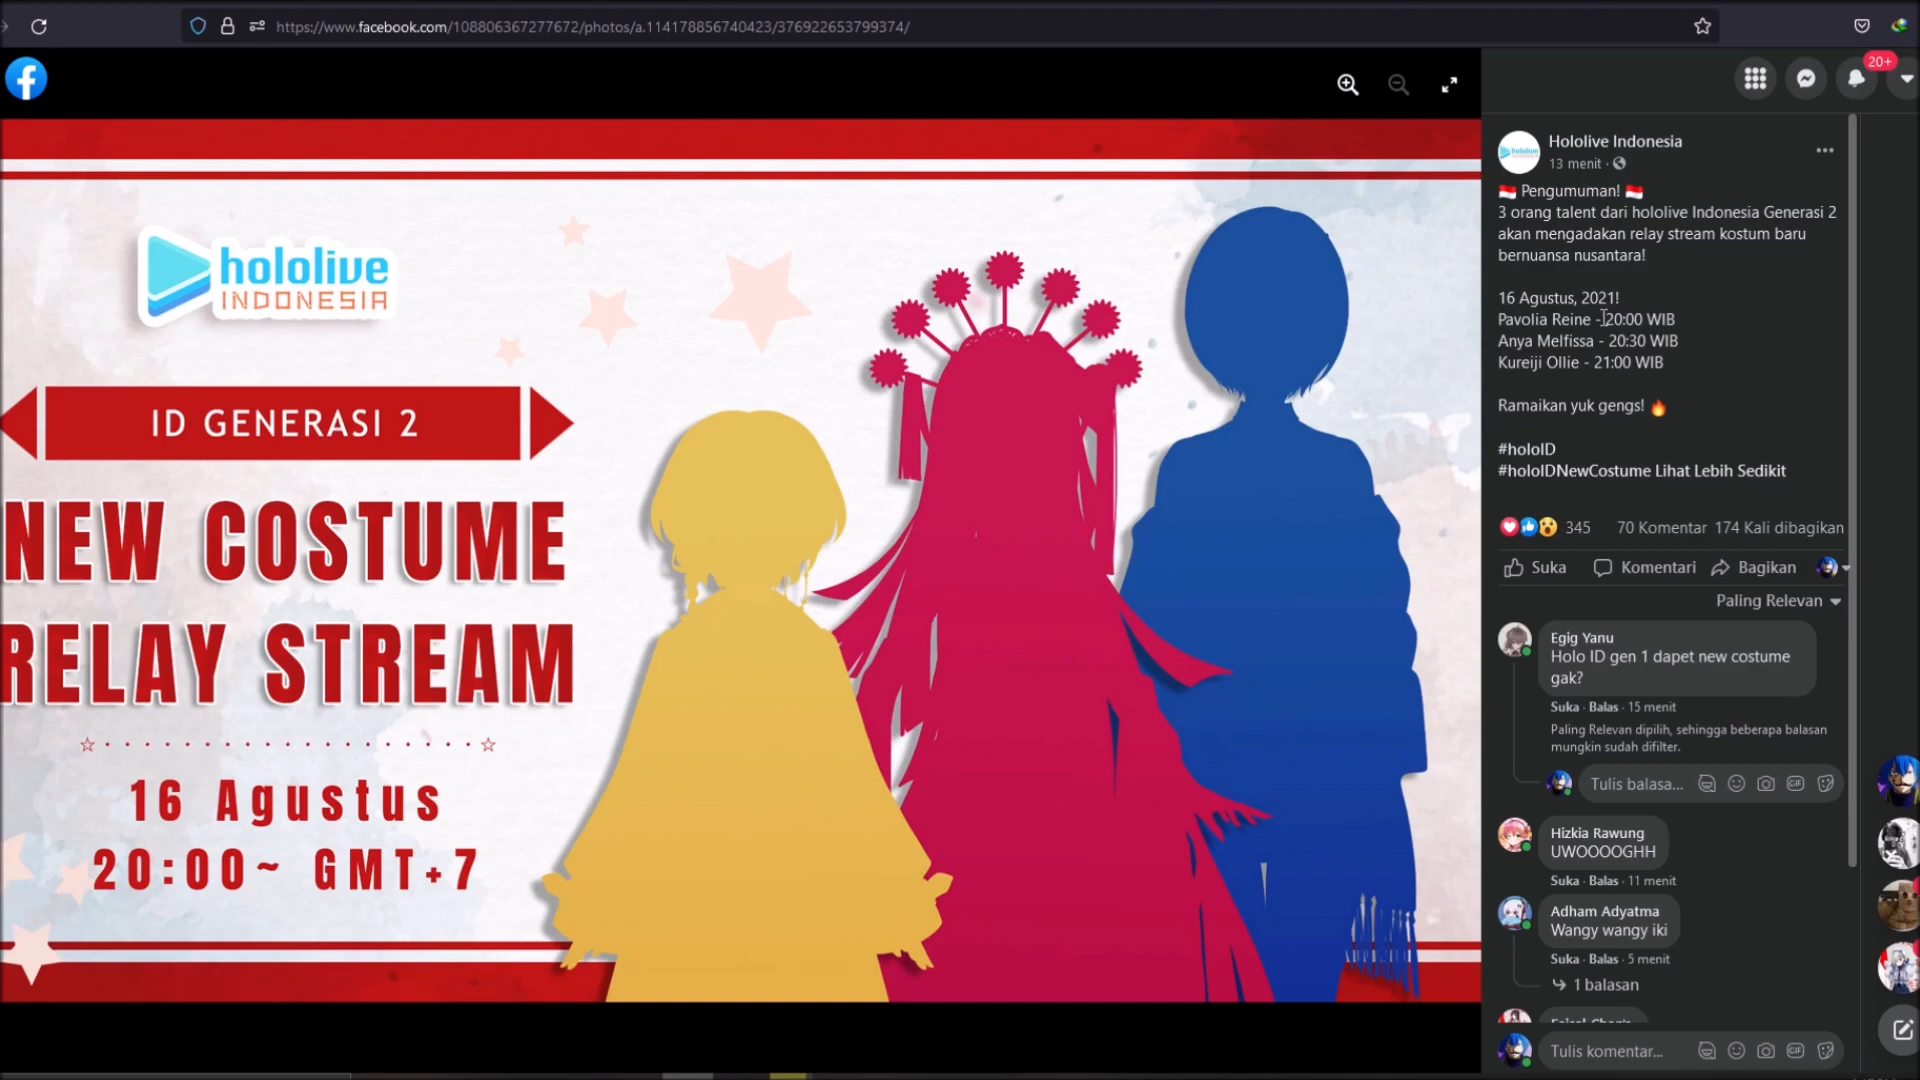 https://www.facebook.com/108806367277672/photos/a.114178856740423/376922653799374/
20+
hololive
INDONESIA
ID GENERASI 2
NEW COSTUME
RELAY STREAM
16 Agustus
20:00~ GMT+7
Hololive Indonesia
13 menit ·
🇮🇩 Pengumuman! 🇮🇩
3 orang talent dari hololive Indonesia Generasi 2
akan mengadakan relay stream kostum baru
bernuansa nusantara!
16 Agustus, 2021!
Pavolia Reine - 20:00 WIB
Anya Melfissa - 20:30 WIB
Kureiji Ollie - 21:00 WIB
Ramaikan yuk gengs! 🔥
#holoID
#holoIDNewCostume Lihat Lebih Sedikit
345 70 Komentar 174 Kali dibagikan
Suka Komentari Bagikan
Paling Relevan
Egig Yanu
Holo ID gen 1 dapet new costume
gak?
Suka · Balas · 15 menit
Paling Relevan dipilih, sehingga beberapa balasan
mungkin sudah difilter.
Tulis balasa... GIF
Hizkia Rawung
UWOOOOGHH
Suka · Balas · 11 menit
Adham Adyatma
Wangy wangy iki
Suka · Balas · 5 menit
1 balasan
Tulis komentar... GIF